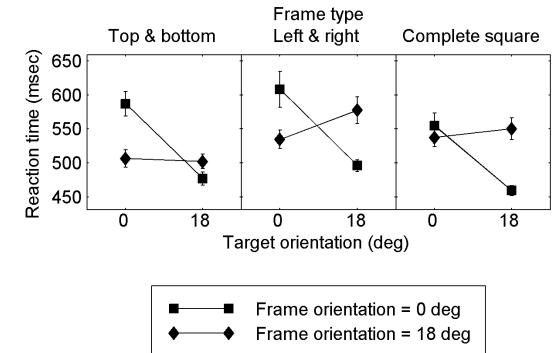 Frame type
Top & bottom
Left & right
Complete square
Reaction time (msec)
650
600
550
500
450
0
18
0
18
0
18
Target orientation (deg)
Frame orientation = 0 deg
Frame orientation = 18 deg